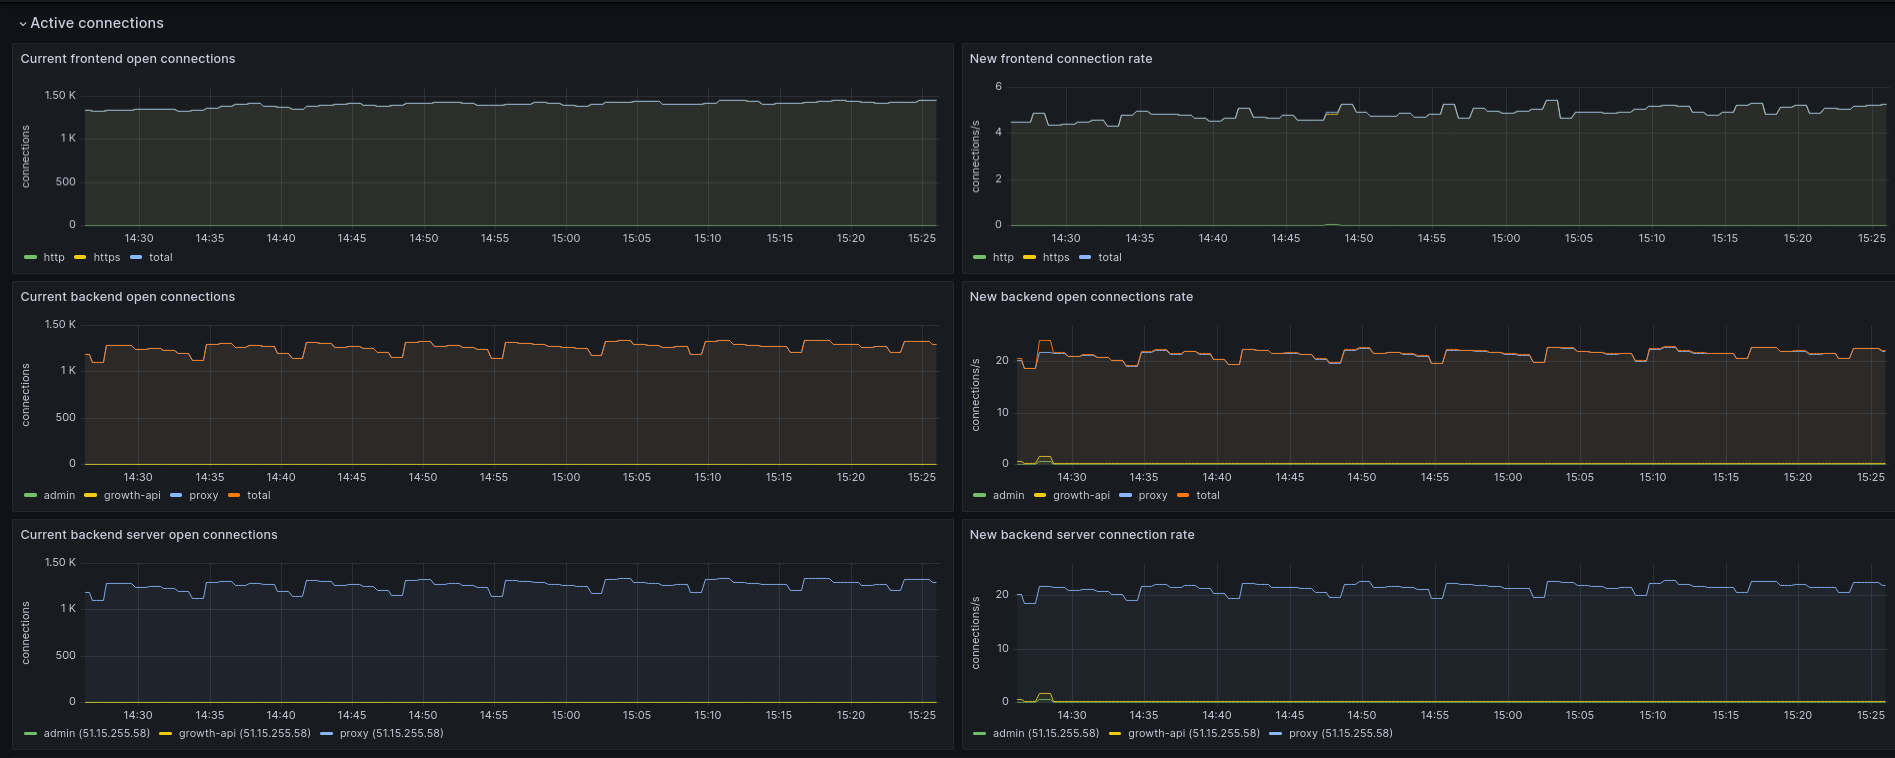 Active connections
Current frontend open connections
connections
1.50 K
1 K
500
0
14:30 14:35 14:40 14:45 14:50 14:55 15:00 15:05 15:10 15:15 15:20 15:25
http https total
New frontend connection rate
connections/s
6
4
2
0
14:30 14:35 14:40 14:45 14:50 14:55 15:00 15:05 15:10 15:15 15:20 15:25
http https total
Current backend open connections
connections
1.50 K
1 K
500
0
14:30 14:35 14:40 14:45 14:50 14:55 15:00 15:05 15:10 15:15 15:20 15:25
admin growth-api proxy total
New backend open connections rate
connections/s
20
10
0
14:30 14:35 14:40 14:45 14:50 14:55 15:00 15:05 15:10 15:15 15:20 15:25
admin growth-api proxy total
Current backend server open connections
connections
1.50 K
1 K
500
0
14:30 14:35 14:40 14:45 14:50 14:55 15:00 15:05 15:10 15:15 15:20 15:25
admin (51.15.255.58) growth-api (51.15.255.58) proxy (51.15.255.58)
New backend server connection rate
connections/s
20
10
0
14:30 14:35 14:40 14:45 14:50 14:55 15:00 15:05 15:10 15:15 15:20 15:25
admin (51.15.255.58) growth-api (51.15.255.58) proxy (51.15.255.58)